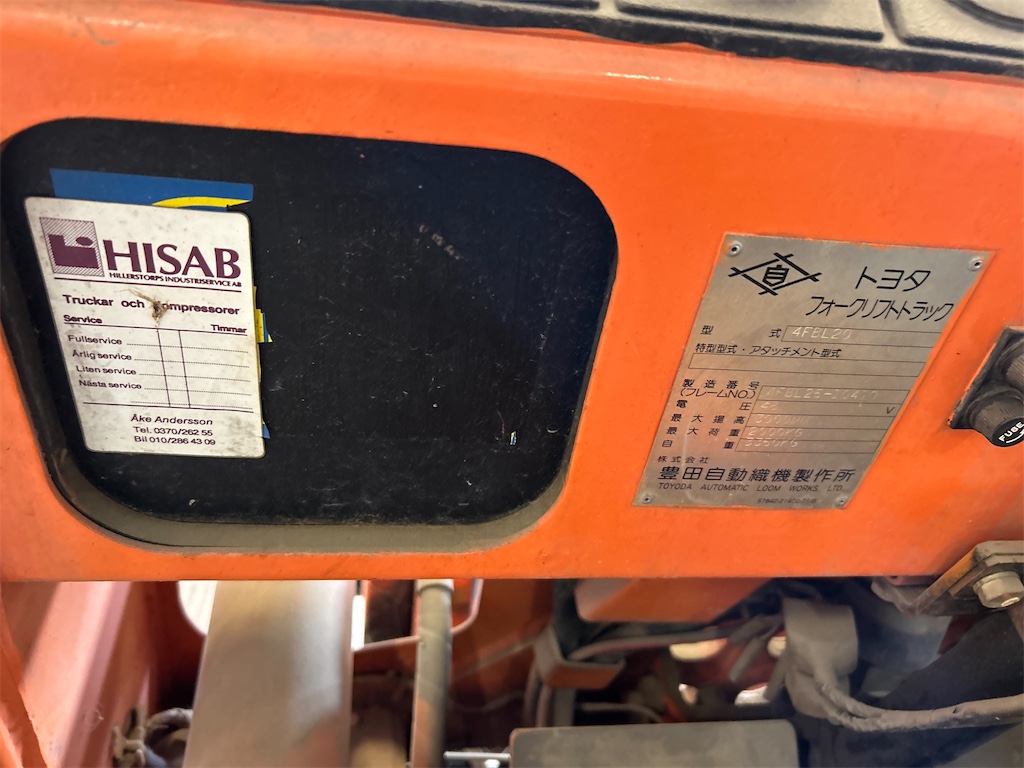 HISAB
HILLERSTORPS INDUSTRISERVICE AB
Truckar och Kompressorer
Service Timmar
Fullservice
Årlig service
Liten service
Nästa service
Åke Andersson
Tel. 0370/262 55
Bil 010/286 43 09
自
トヨタ
フォークリフトトラック
型 式 4FBL20
特型型式・アタッチメント型式
製造番号
(フレームNO.)
電 圧 V
最大揚高
最大荷重
自 重
株式会社
豊田自動織機製作所
TOYODA AUTOMATIC LOOM WORKS, LTD.
FUSE